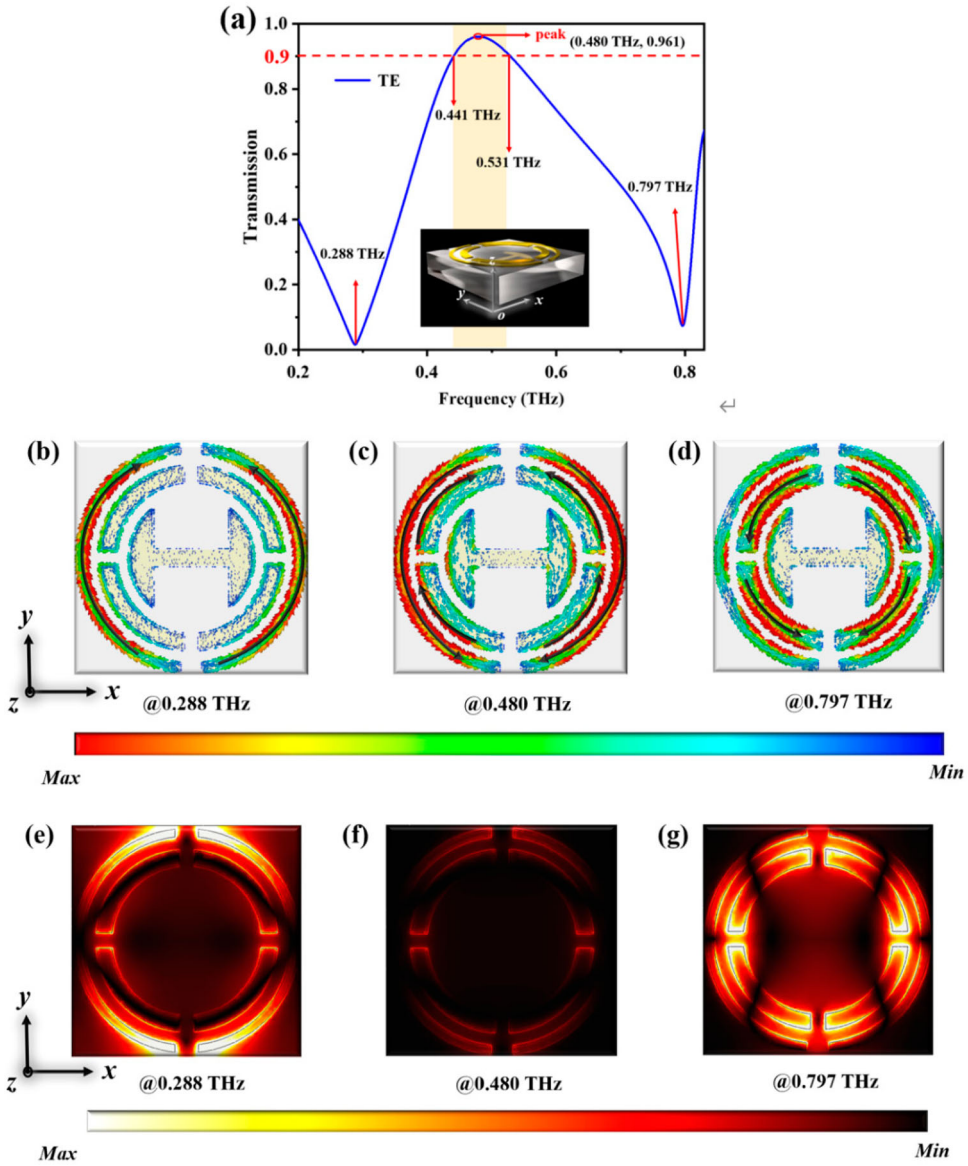 (a)
1.0
0.9
0.8
0.6
0.4
0.2
0.0
Transmission
peak (0.480 THz, 0.961)
TE
0.441 THz
0.531 THz
0.797 THz
0.288 THz
z
y x
o
0.2 0.4 0.6 0.8
Frequency (THz)
↵
(b) (c) (d)
y
z x
@0.288 THz @0.480 THz @0.797 THz
Max Min
(e) (f) (g)
y
z x
@0.288 THz @0.480 THz @0.797 THz
Max Min